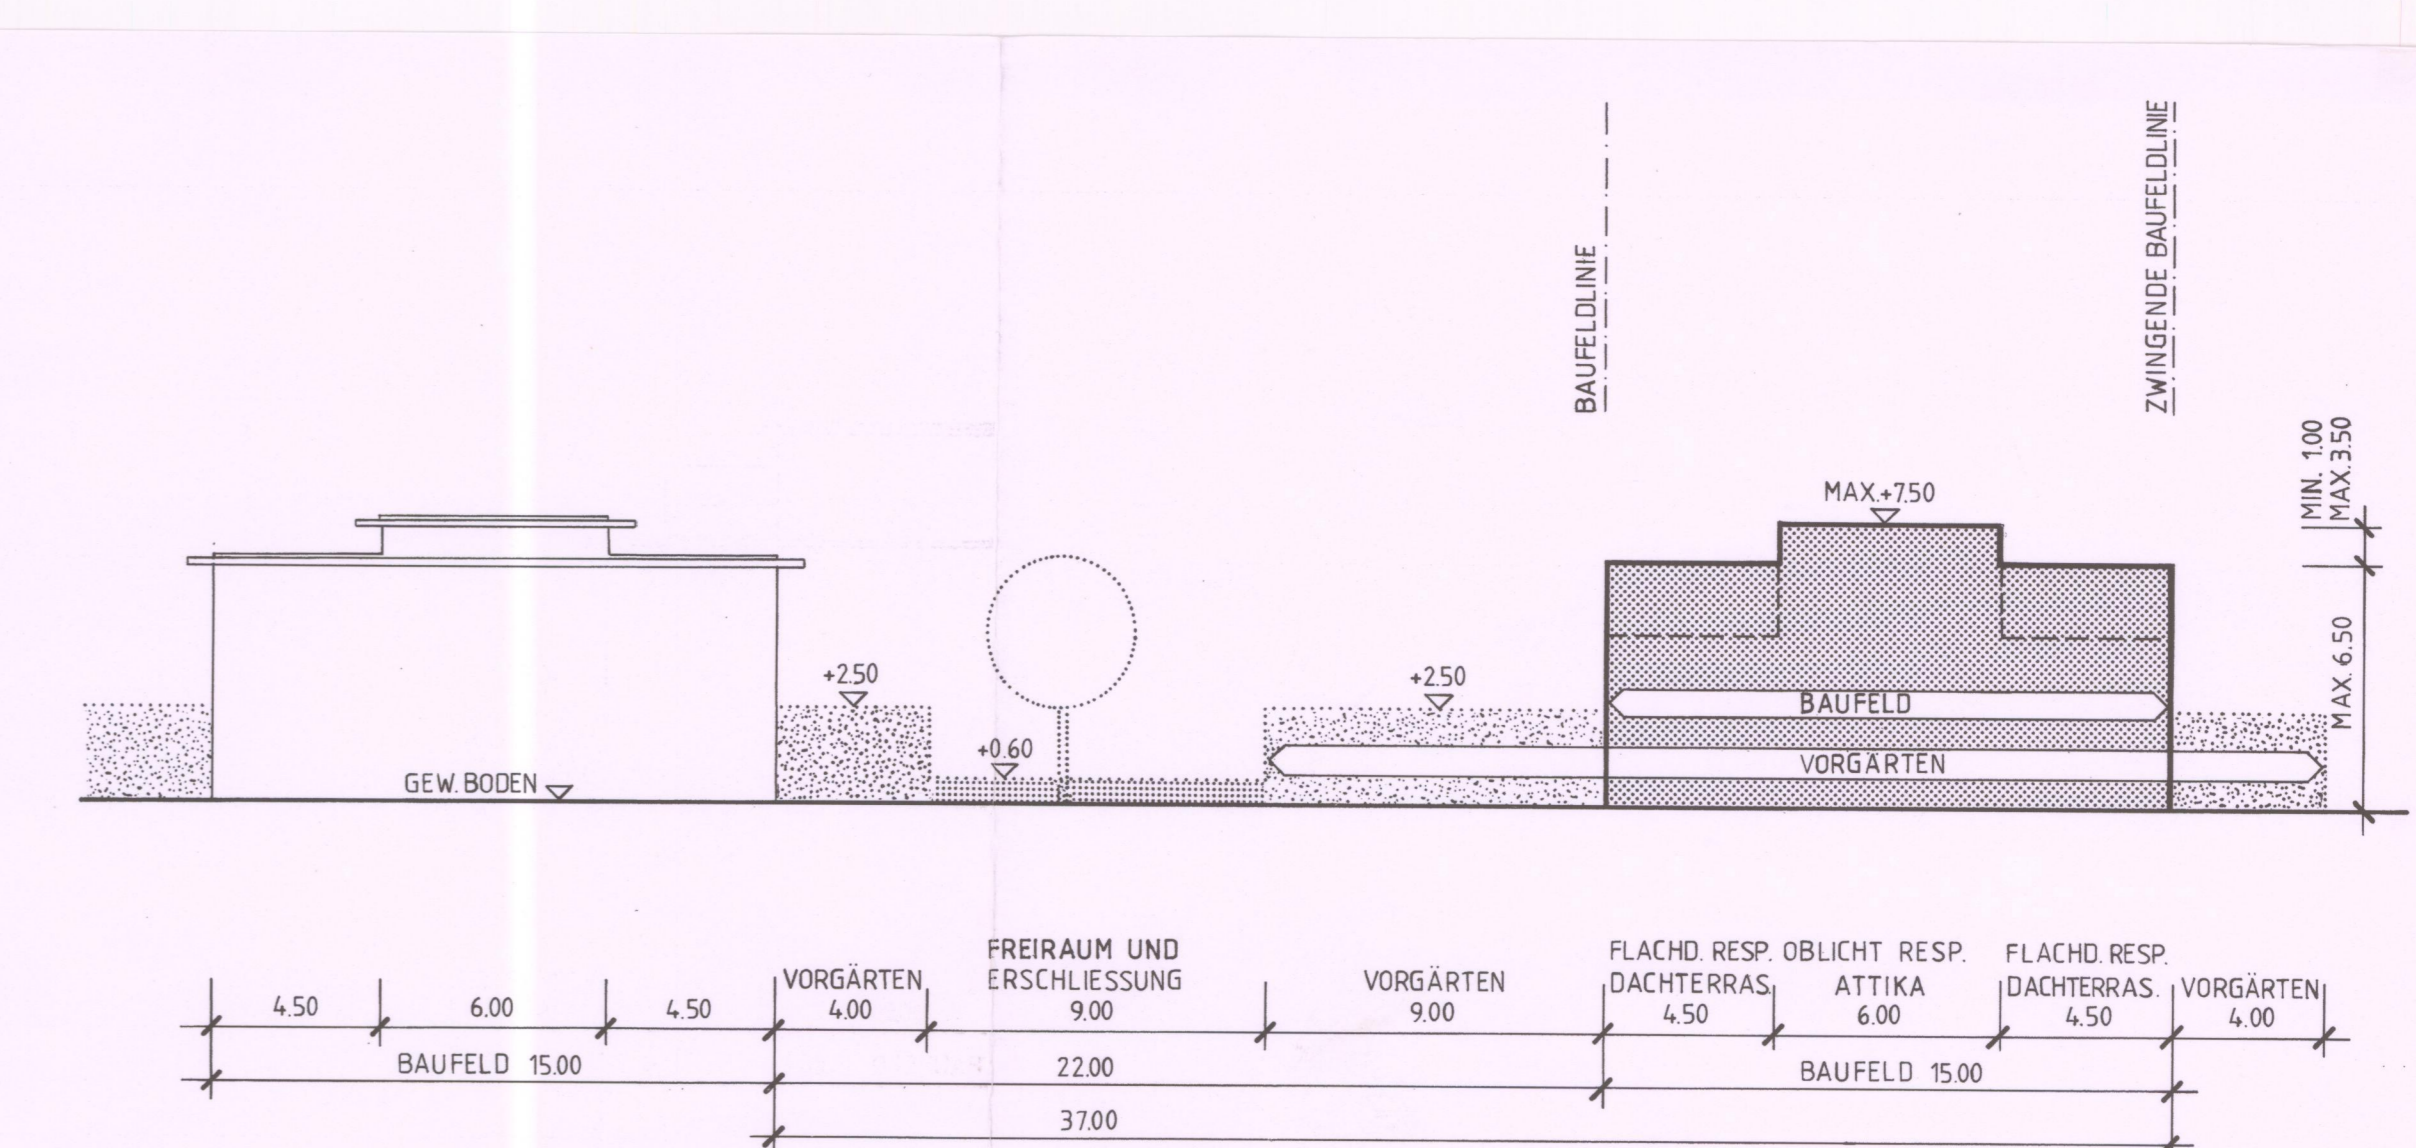 ZWINGENDE BAUFELDLINIE
BAUFELDLINIE
MIN. 1.00
MAX. 3.50
MAX.+7.50
MAX. 6.50
+2.50
+2.50
BAUFELD
+0.60
VORGÄRTEN
GEW. BODEN
FREIRAUM UND
ERSCHLIESSUNG
FLACHD. RESP.
DACHTERRAS.
OBLICHT RESP.
ATTIKA
FLACHD. RESP.
DACHTERRAS.
VORGÄRTEN
VORGÄRTEN
VORGÄRTEN
4.50 6.00 4.50 4.00 9.00 9.00 4.50 6.00 4.50 4.00
BAUFELD 15.00 22.00 BAUFELD 15.00
37.00